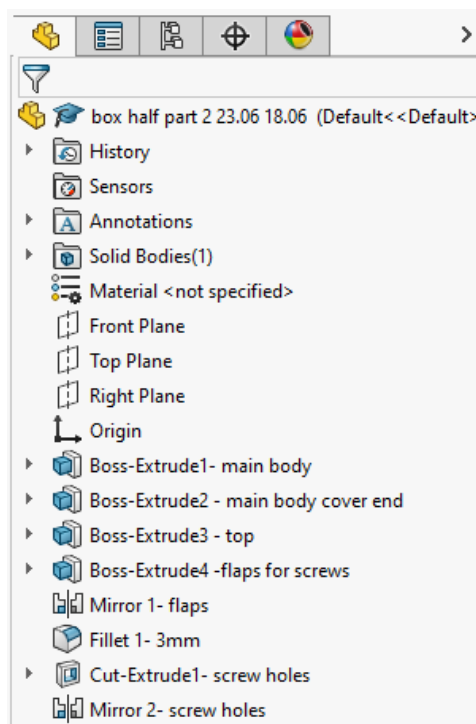 box half part 2 23.06 18.06 (Default<<Default>
History
Sensors
Annotations
Solid Bodies(1)
Material <not specified>
Front Plane
Top Plane
Right Plane
Origin
Boss-Extrude1- main body
Boss-Extrude2 - main body cover end
Boss-Extrude3 - top
Boss-Extrude4 -flaps for screws
Mirror 1- flaps
Fillet 1- 3mm
Cut-Extrude1- screw holes
Mirror 2- screw holes